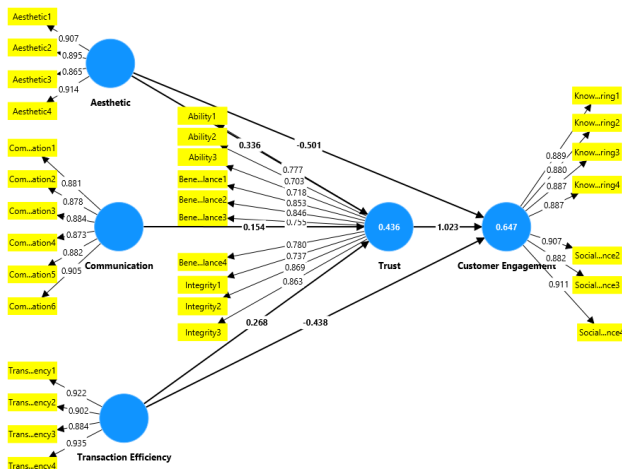 Aesthetic1
Aesthetic2
Aesthetic3
Aesthetic4
0.907
0.895
0.865
0.914
Aesthetic
Com...ation1
Com...ation2
Com...ation3
Com...ation4
Com...ation5
Com...ation6
0.881
0.878
0.884
0.873
0.882
0.905
Communication
Trans...ency1
Trans...ency2
Trans...ency3
Trans...ency4
0.922
0.902
0.884
0.935
Transaction Efficiency
Ability1
Ability2
Ability3
Bene...lance1
Bene...lance2
Bene...lance3
Bene...lance4
Integrity1
Integrity2
Integrity3
0.777
0.703
0.718
0.853
0.846
0.755
0.780
0.737
0.869
0.863
0.336
0.154
0.268
-0.501
-0.438
0.436
Trust
1.023
0.647
Customer Engagement
0.889
0.880
0.887
0.887
0.907
0.882
0.911
Know...ring1
Know...ring2
Know...ring3
Know...ring4
Social...nce2
Social...nce3
Social...nce4